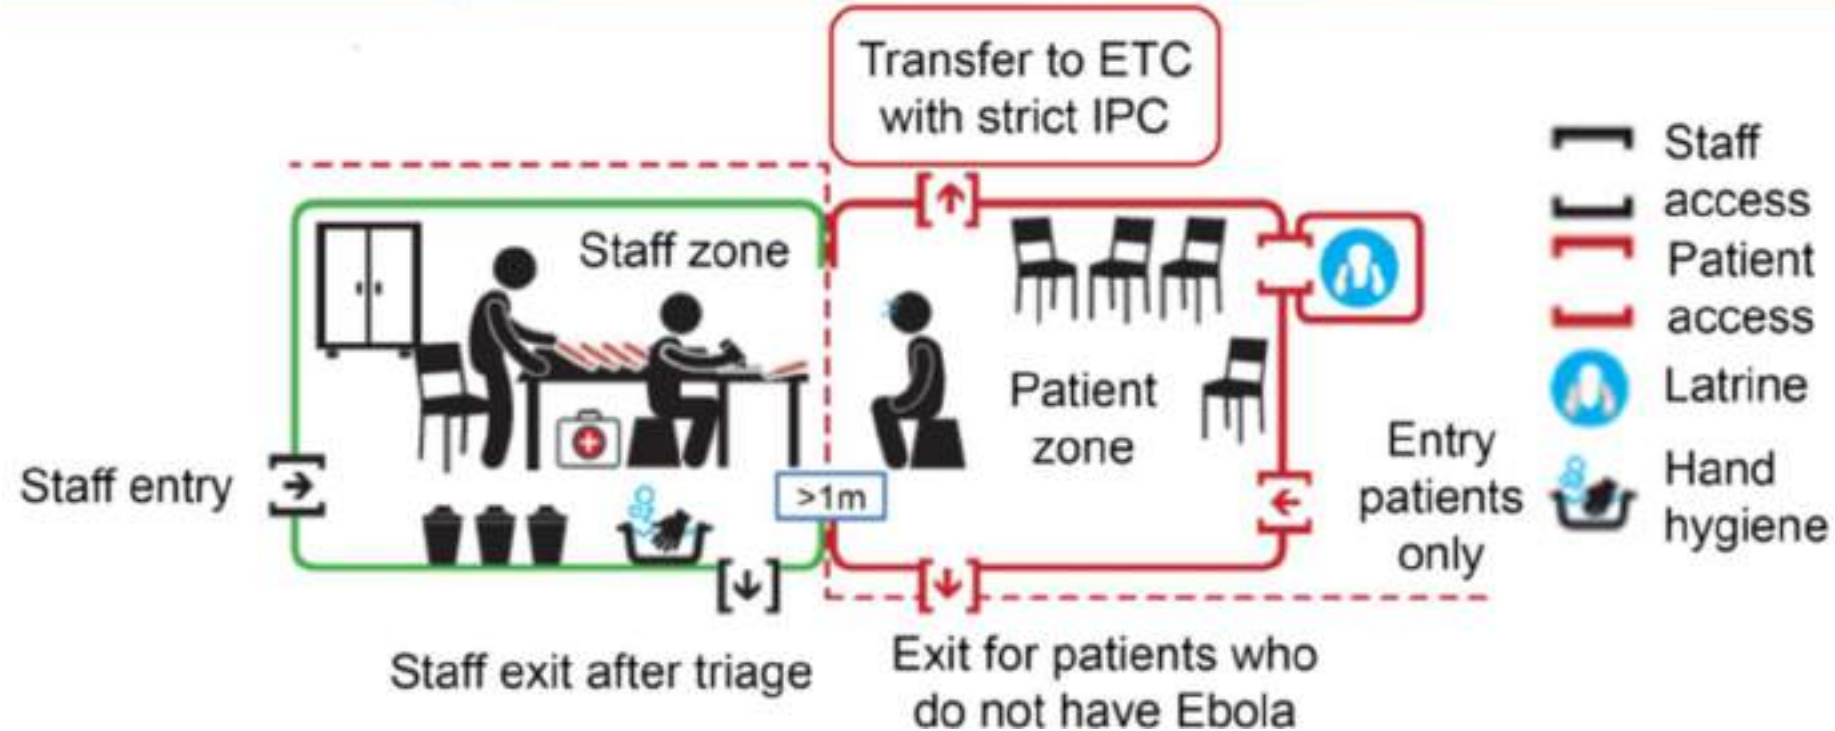 Transfer to ETC
with strict IPC
Staff zone
Patient
zone
>1m
Staff entry
Staff exit after triage
Exit for patients who
do not have Ebola
Entry
patients
only
Staff
access
Patient
access
Latrine
Hand
hygiene